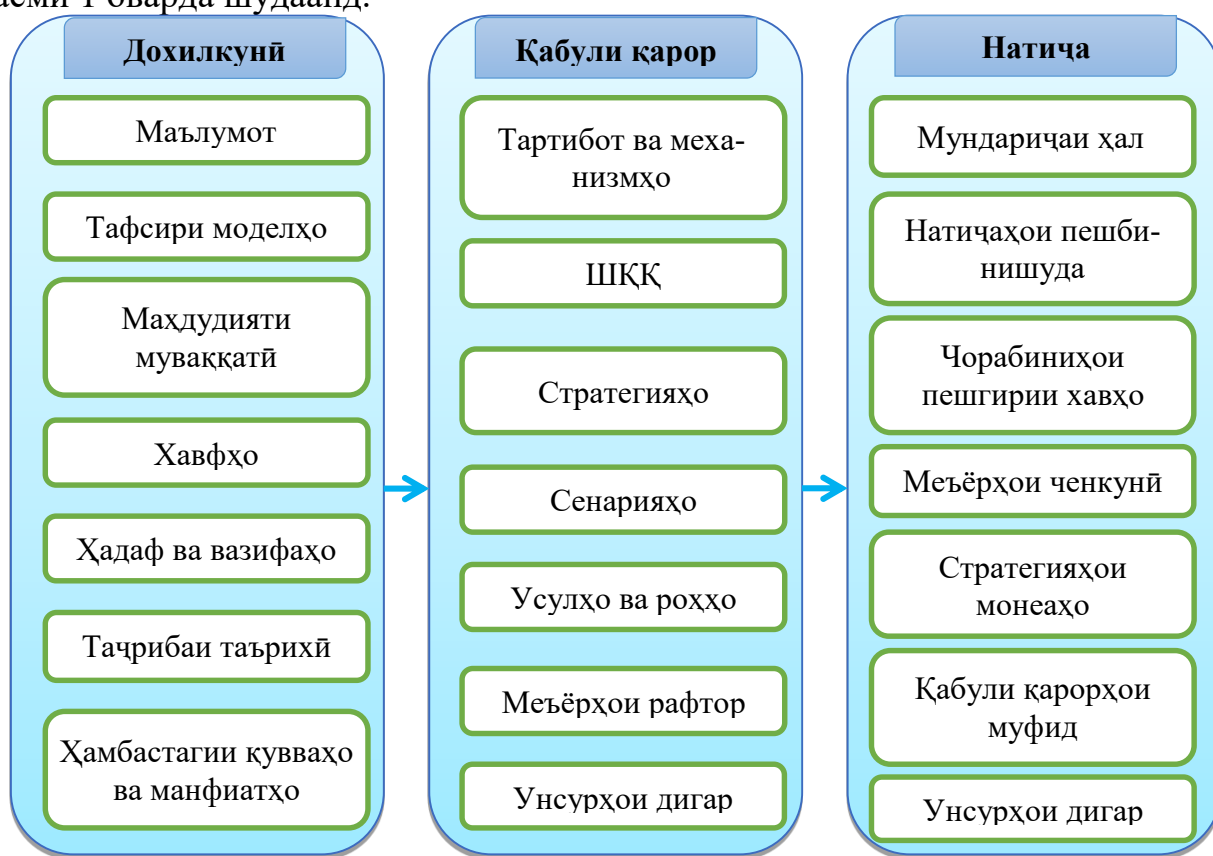 оварда шудаанд.
Дохилкунӣ
Маълумот
Тафсири моделҳо
Маҳдудияти
муваққатӣ
Хавфҳо
Ҳадаф ва вазифаҳо
Таҷрибаи таърихӣ
Ҳамбастагии қувваҳо
ва манфиатҳо
Қабули қарор
Тартибот ва меха-
низмҳо
ШҚҚ
Стратегияҳо
Сенарияҳо
Усулҳо ва роҳҳо
Меъёрҳои рафтор
Унсурҳои дигар
Натиҷа
Мундариҷаи ҳал
Натиҷаҳои пешби-
нишуда
Чорабиниҳои
пешгирии хавҳо
Меъёрҳои ченкунӣ
Стратегияҳои
монеаҳо
Қабули қарорҳои
муфид
Унсурҳои дигар